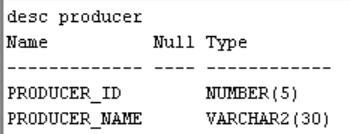 desc producer
Name          Null Type
------------- ---- ------------
PRODUCER_ID        NUMBER(5)
PRODUCER_NAME      VARCHAR2(30)